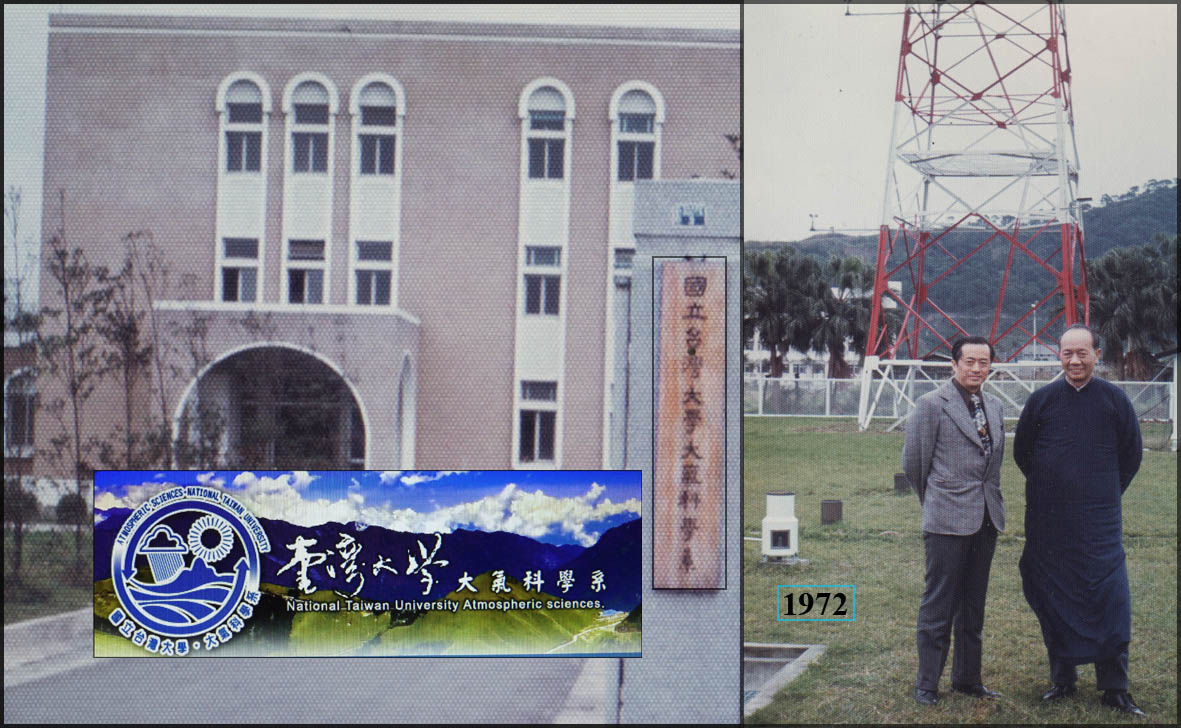 國立台灣大學大氣科學系
ATMOSPHERIC SCIENCES·NATIONAL TAIWAN UNIVERSITY
國立台灣大學·大氣科學系
臺灣大學 大氣科學系
National Taiwan University Atmospheric sciences.
1972